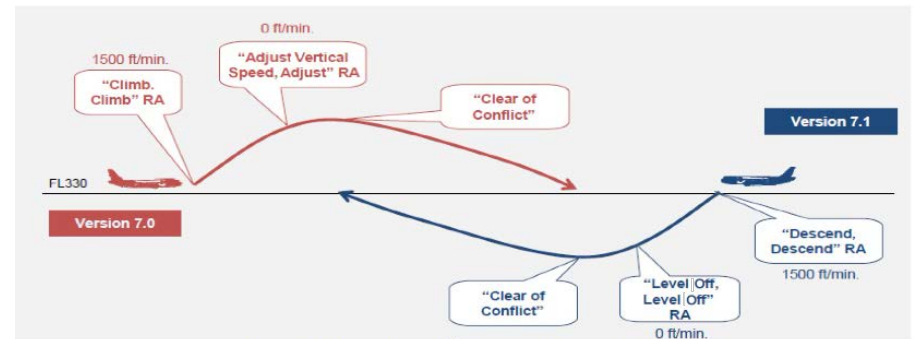 0 ft/min.
1500 ft/min.
“Adjust Vertical
Speed, Adjust” RA
“Climb.
Climb” RA
“Clear of
Conflict”
Version 7.1
FL330
Version 7.0
“Descend,
Descend” RA
1500 ft/min.
“Level Off,
Level Off”
RA
0 ft/min.
“Clear of
Conflict”